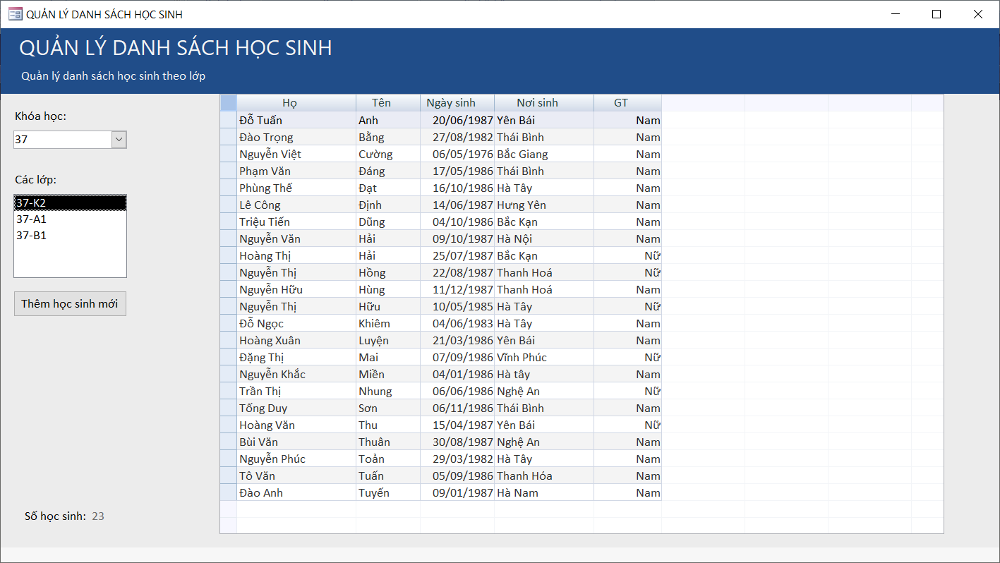 QUẢN LÝ DANH SÁCH HỌC SINH
QUẢN LÝ DANH SÁCH HỌC SINH
Quản lý danh sách học sinh theo lớp
Khóa học:
37
Các lớp:
37-K2
37-A1
37-B1
Thêm học sinh mới
Số học sinh: 23
Họ Tên Ngày sinh Nơi sinh GT
Đỗ Tuấn Anh 20/06/1987 Yên Bái Nam
Đào Trọng Bằng 27/08/1982 Thái Bình Nam
Nguyễn Việt Cường 06/05/1976 Bắc Giang Nam
Phạm Văn Đáng 17/05/1986 Thái Bình Nam
Phùng Thế Đạt 16/10/1986 Hà Tây Nam
Lê Công Định 14/06/1987 Hưng Yên Nam
Triệu Tiến Dũng 04/10/1986 Bắc Kạn Nam
Nguyễn Văn Hải 09/10/1987 Hà Nội Nam
Hoàng Thị Hải 25/07/1987 Bắc Kạn Nữ
Nguyễn Thị Hồng 22/08/1987 Thanh Hoá Nữ
Nguyễn Hữu Hùng 11/12/1987 Thanh Hoá Nam
Nguyễn Thị Hữu 10/05/1985 Hà Tây Nữ
Đỗ Ngọc Khiêm 04/06/1983 Hà Tây Nam
Hoàng Xuân Luyện 21/03/1986 Yên Bái Nam
Đặng Thị Mai 07/09/1986 Vĩnh Phúc Nữ
Nguyễn Khắc Miền 04/01/1986 Hà tây Nam
Trần Thị Nhung 06/06/1986 Nghệ An Nữ
Tống Duy Sơn 06/11/1986 Thái Bình Nam
Hoàng Văn Thu 15/04/1987 Yên Bái Nữ
Bùi Văn Thuân 30/08/1987 Nghệ An Nam
Nguyễn Phúc Toản 29/03/1982 Hà Tây Nam
Tô Văn Tuấn 05/09/1986 Thanh Hóa Nam
Đào Anh Tuyến 09/01/1987 Hà Nam Nam